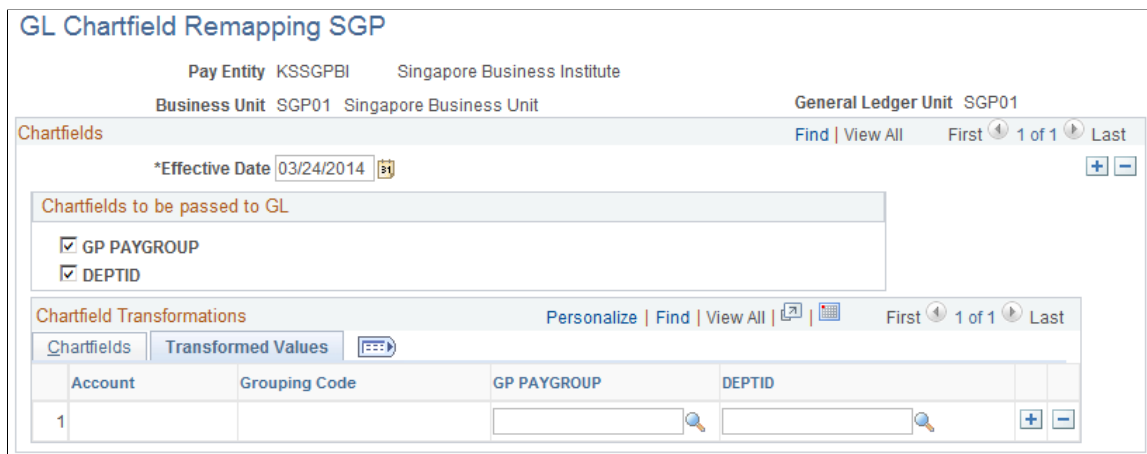 GL Chartfield Remapping SGP
Pay Entity KSSGPBI Singapore Business Institute
Business Unit SGP01 Singapore Business Unit General Ledger Unit SGP01
Chartfields Find | View All First 1 of 1 Last
*Effective Date 03/24/2014 31
Chartfields to be passed to GL
GP PAYGROUP
DEPTID
Chartfield Transformations Personalize | Find | View All | | First 1 of 1 Last
Chartfields Transformed Values
Account Grouping Code GP PAYGROUP DEPTID
1